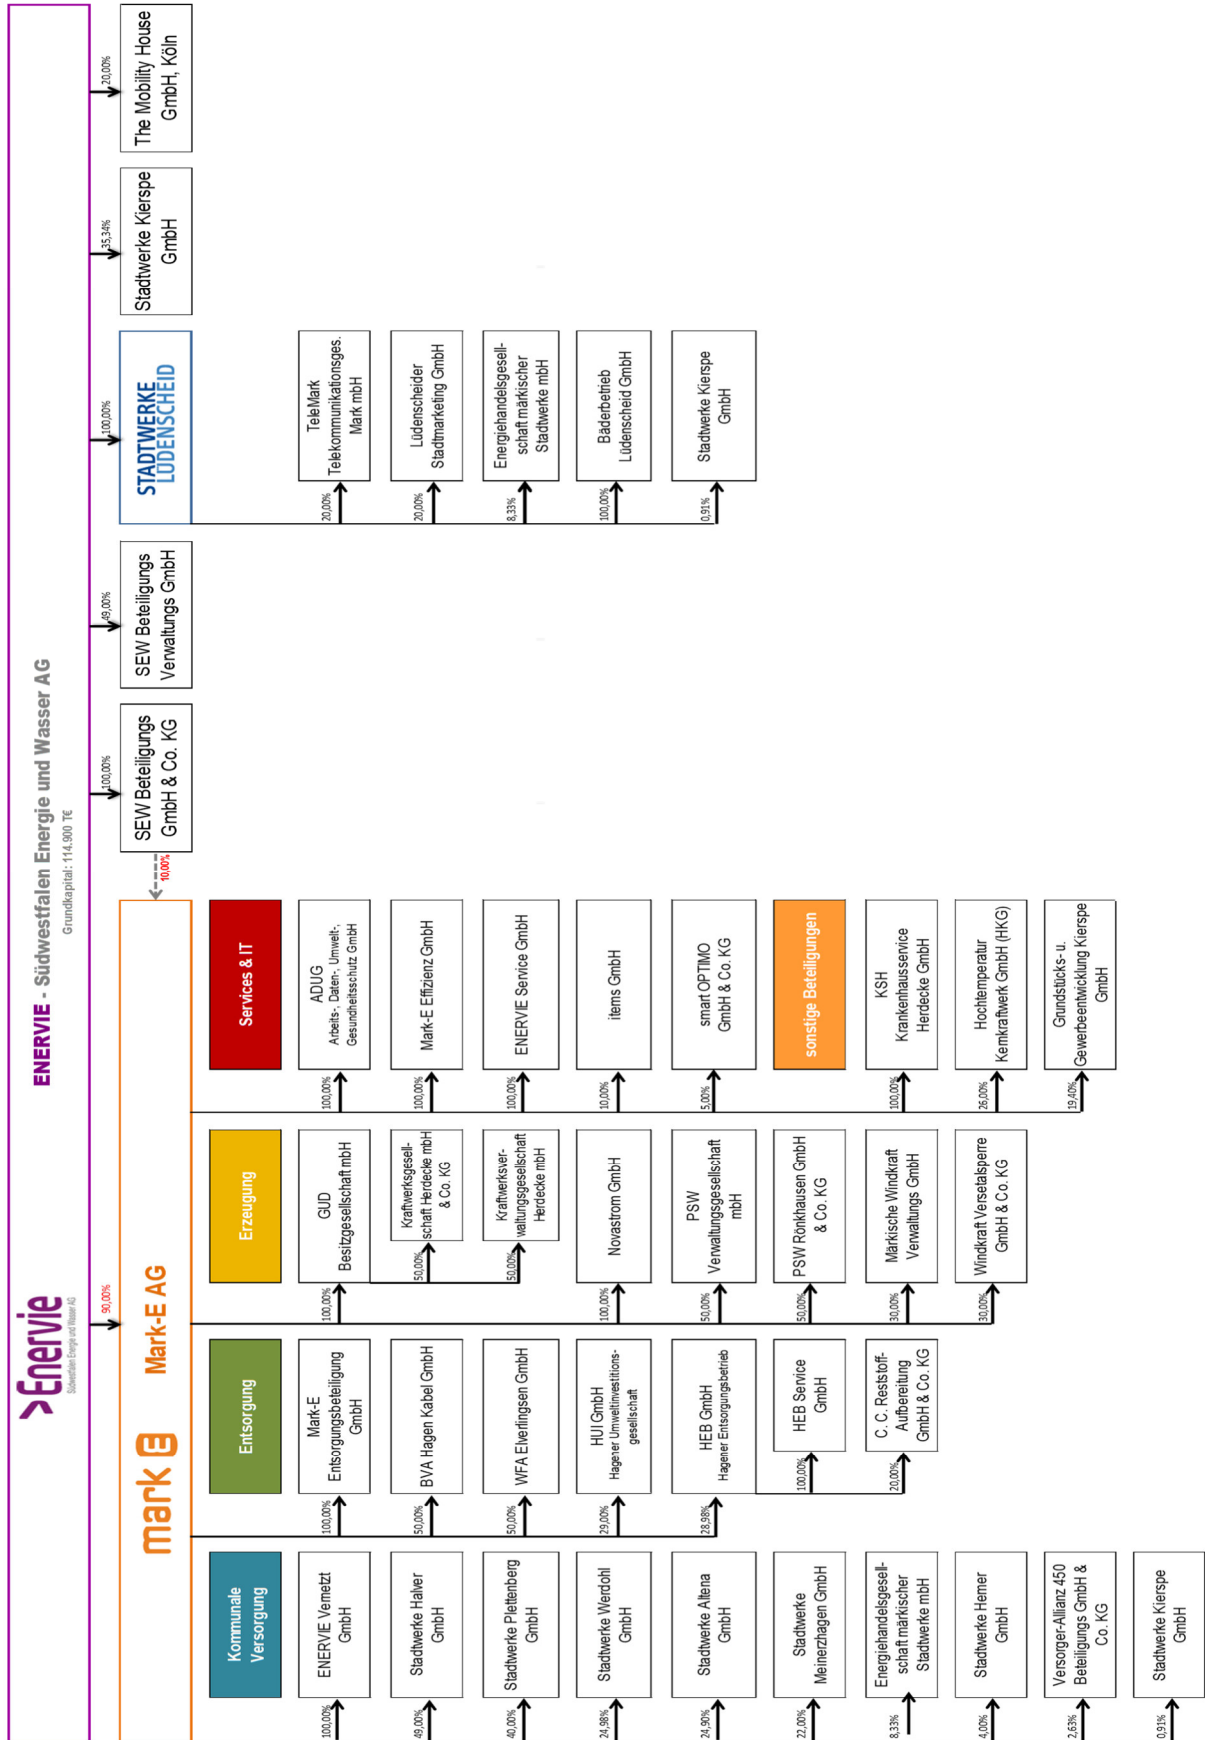 >Enervie
Südwestfalen Energie und Wasser AG
ENERVIE - Südwestfalen Energie und Wasser AG
Grundkapital: 114.900 T€
90,00%
100,00%
49,00%
100,00%
35,34%
20,00%
mark E
Mark-E AG
10,00%
SEW Beteiligungs
GmbH & Co. KG
SEW Beteiligungs
Verwaltungs GmbH
STADTWERKE
LÜDENSCHEID
Stadtwerke Kierspe
GmbH
The Mobility House
GmbH, Köln
Kommunale
Versorgung
100,00%
ENERVIE Vernetzt
GmbH
49,00%
Stadtwerke Halver
GmbH
40,00%
Stadtwerke Plettenberg
GmbH
24,98%
Stadtwerke Werdohl
GmbH
24,90%
Stadtwerke Altena
GmbH
22,00%
Stadtwerke
Meinerzhagen GmbH
8,33%
Energiehandelsgesell-
schaft märkischer
Stadtwerke mbH
4,00%
Stadtwerke Hemer
GmbH
2,63%
Versorger-Allianz 450
Beteiligungs GmbH &
Co. KG
0,91%
Stadtwerke Kierspe
GmbH
Entsorgung
100,00%
Mark-E
Entsorgungsbeteiligung
GmbH
50,00%
BVA Hagen Kabel GmbH
50,00%
WFA Elverlingsen GmbH
29,00%
HUI GmbH
Hagener Umweltinvestitions-
gesellschaft
28,98%
HEB GmbH
Hagener Entsorgungsbetrieb
100,00%
HEB Service
GmbH
20,00%
C. C. Reststoff-
Aufbereitung
GmbH & Co. KG
Erzeugung
100,00%
GUD
Besitzgesellschaft mbH
50,00%
Kraftwerksgesell-
schaft Herdecke mbH
& Co. KG
50,00%
Kraftwerksver-
waltungsgesellschaft
Herdecke mbH
100,00%
Novastrom GmbH
50,00%
PSW
Verwaltungsgesellschaft
mbH
50,00%
PSW Rönkhausen GmbH
& Co. KG
30,00%
Märkische Windkraft
Verwaltungs GmbH
30,00%
Windkraft Versetalsperre
GmbH & Co. KG
Services & IT
100,00%
ADUG
Arbeits-, Daten-, Umwelt-,
Gesundheitsschutz GmbH
100,00%
Mark-E Effizienz GmbH
100,00%
ENERVIE Service GmbH
10,00%
items GmbH
5,00%
smart OPTIMO
GmbH & Co. KG
sonstige Beteiligungen
100,00%
KSH
Krankenhausservice
Herdecke GmbH
26,00%
Hochtemperatur
Kernkraftwerk GmbH (HKG)
19,40%
Grundstücks- u.
Gewerbeentwicklung Kierspe
GmbH
20,00%
TeleMark
Telekommunikationsges.
Mark mbH
20,00%
Lüdenscheider
Stadtmarketing GmbH
8,33%
Energiehandelsgesell-
schaft märkischer
Stadtwerke mbH
100,00%
Bäderbetrieb
Lüdenscheid GmbH
0,91%
Stadtwerke Kierspe
GmbH